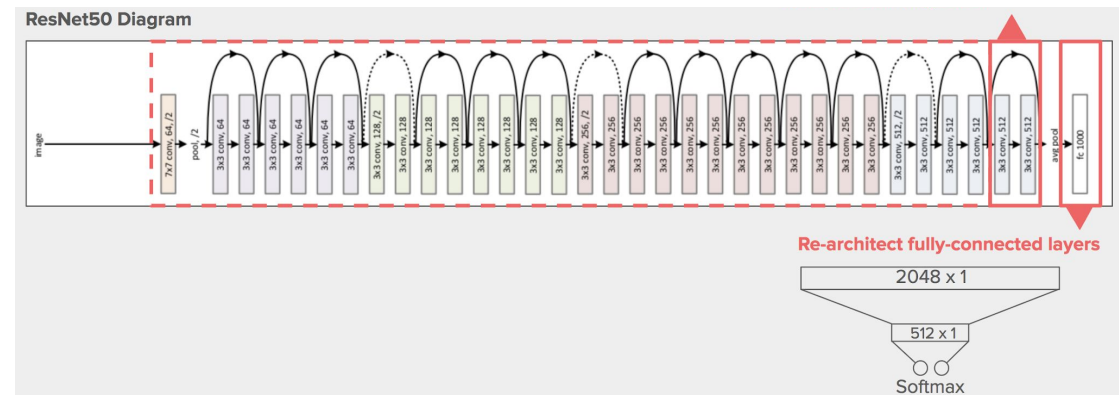 ResNet50 Diagram
image
7x7 conv, 64, /2
pool, /2
3x3 conv, 64
3x3 conv, 64
3x3 conv, 64
3x3 conv, 64
3x3 conv, 64
3x3 conv, 64
3x3 conv, 128, /2
3x3 conv, 128
3x3 conv, 128
3x3 conv, 128
3x3 conv, 128
3x3 conv, 128
3x3 conv, 128
3x3 conv, 128
3x3 conv, 256, /2
3x3 conv, 256
3x3 conv, 256
3x3 conv, 256
3x3 conv, 256
3x3 conv, 256
3x3 conv, 256
3x3 conv, 256
3x3 conv, 256
3x3 conv, 256
3x3 conv, 256
3x3 conv, 256
3x3 conv, 512, /2
3x3 conv, 512
3x3 conv, 512
3x3 conv, 512
3x3 conv, 512
3x3 conv, 512
avg pool
fc 1000
Re-architect fully-connected layers
2048 x 1
512 x 1
Softmax